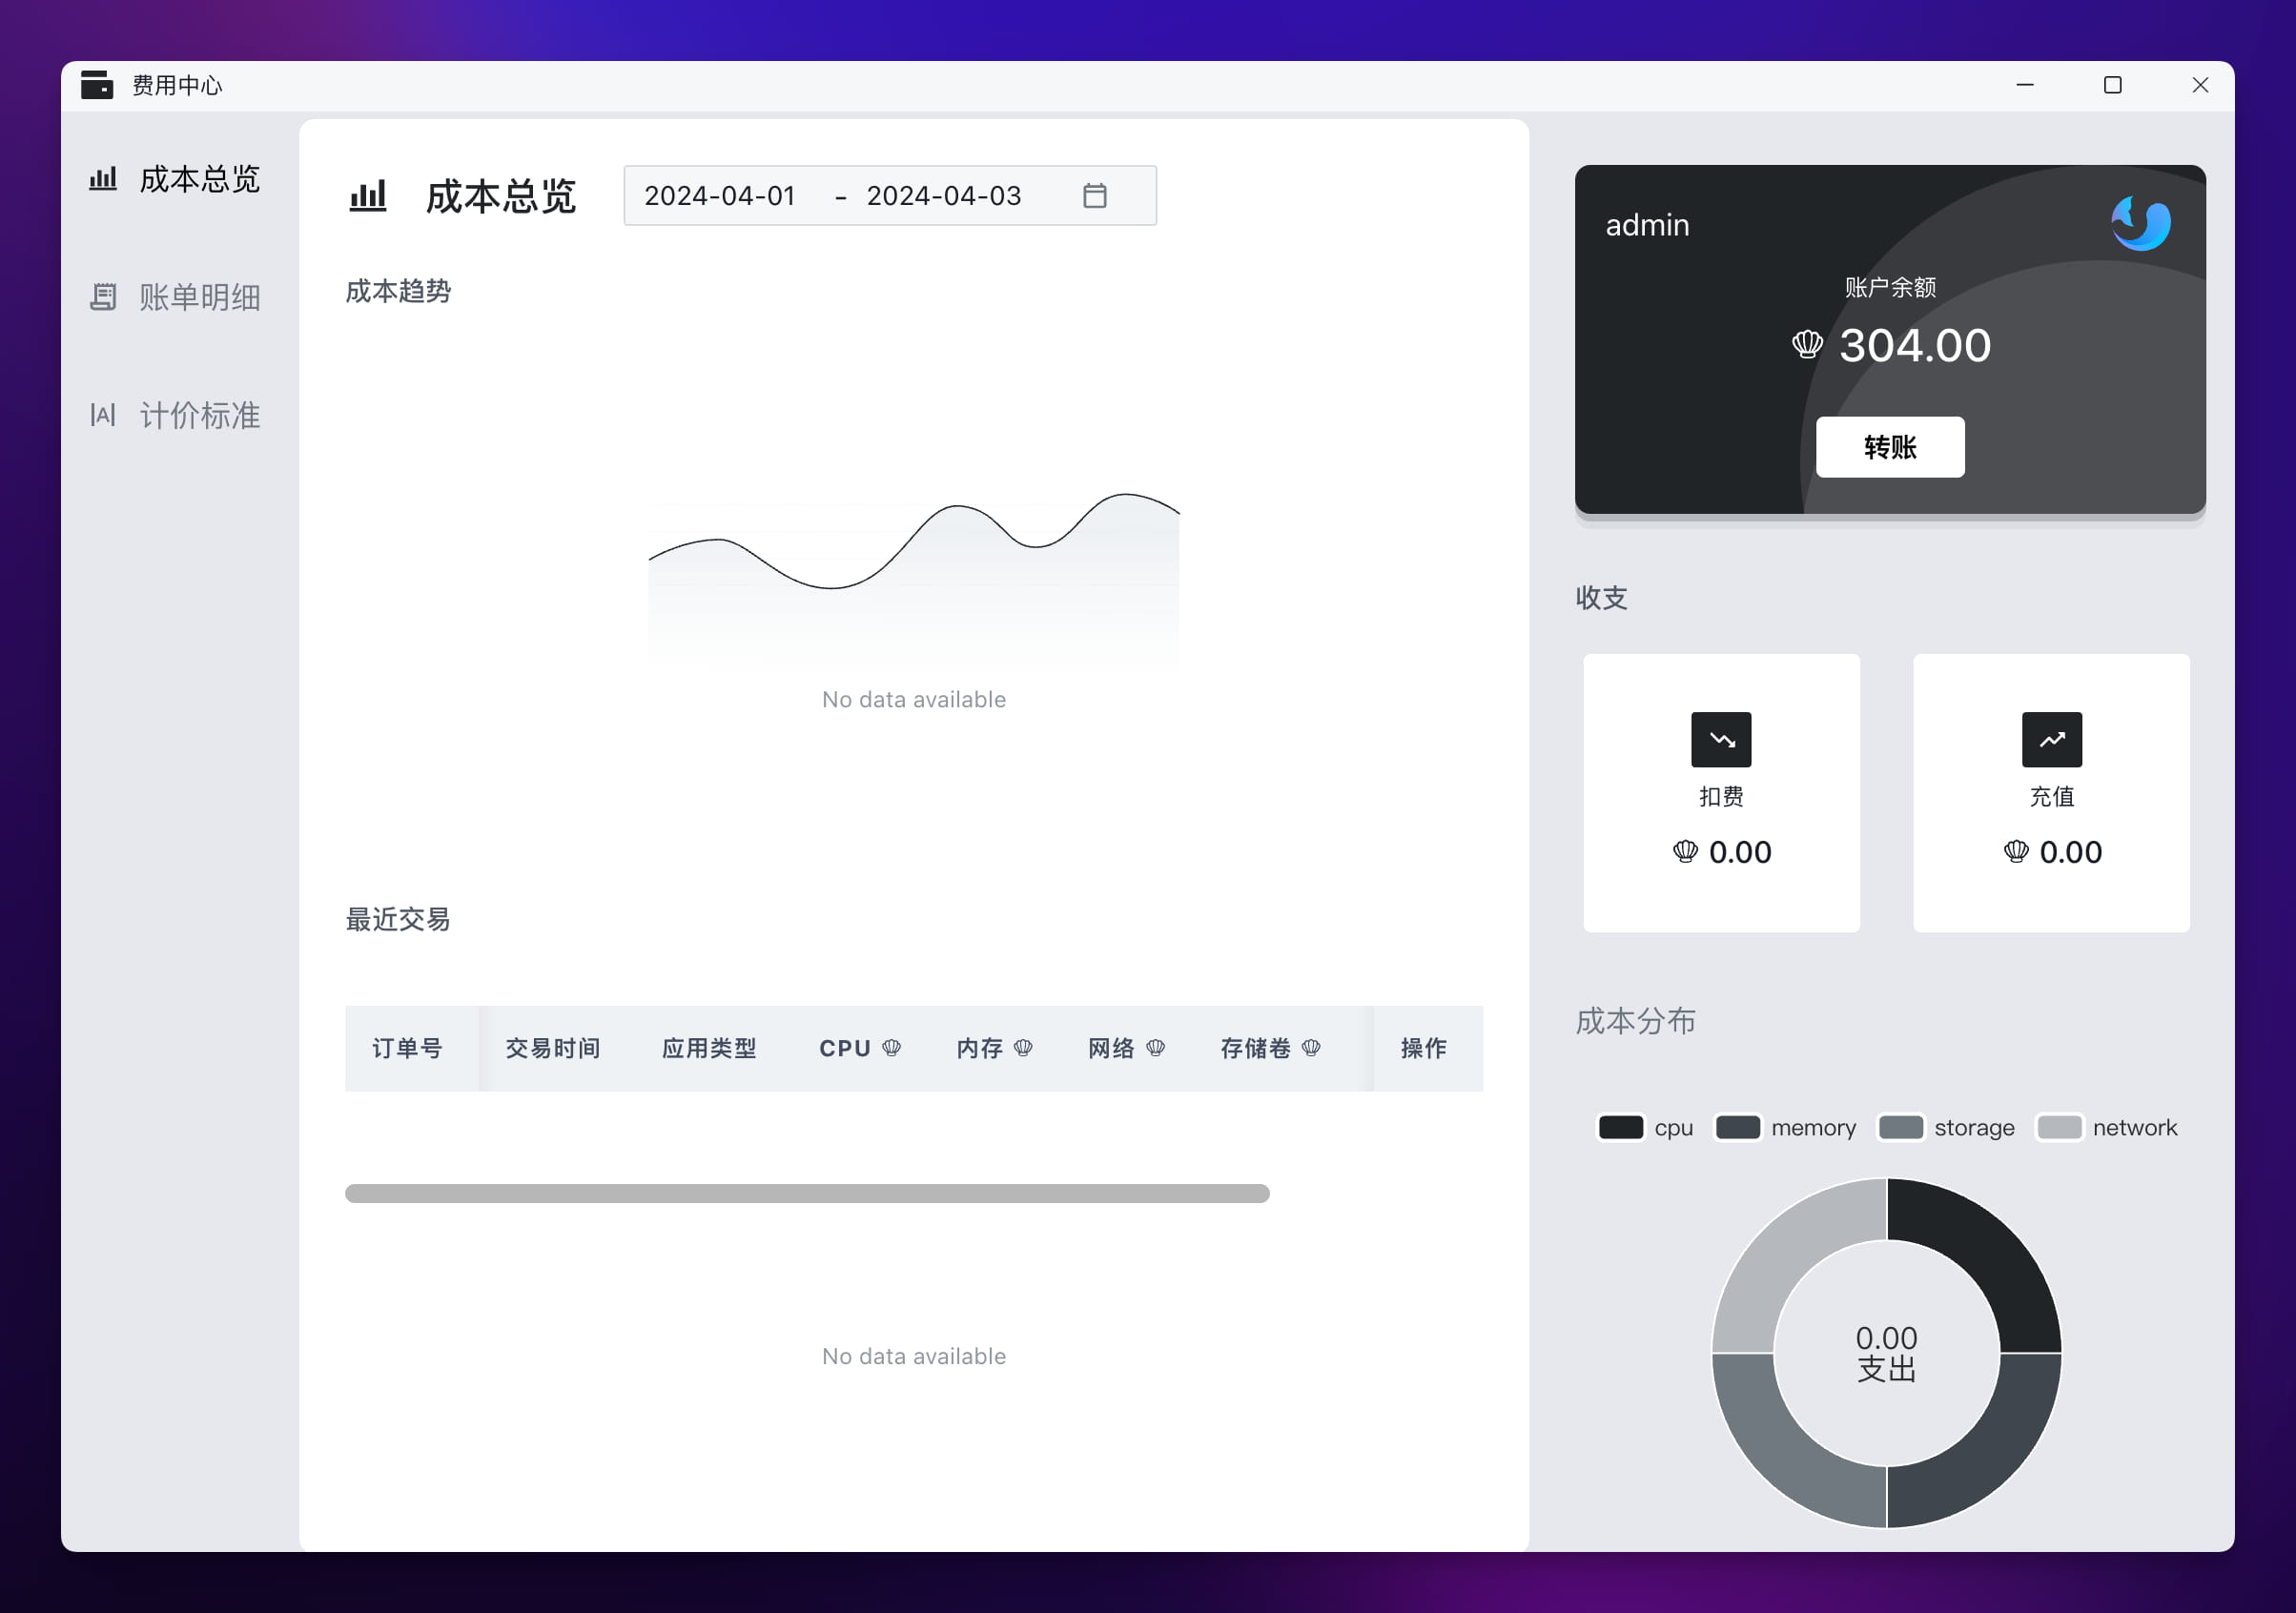 费用中心
成本总览
账单明细
计价标准
成本总览
2024-04-01 - 2024-04-03
成本趋势
No data available
最近交易
订单号 交易时间 应用类型 CPU 内存 网络 存储卷 操作
No data available
admin
账户余额
304.00
转账
收支
扣费
0.00
充值
0.00
成本分布
cpu memory storage network
0.00
支出